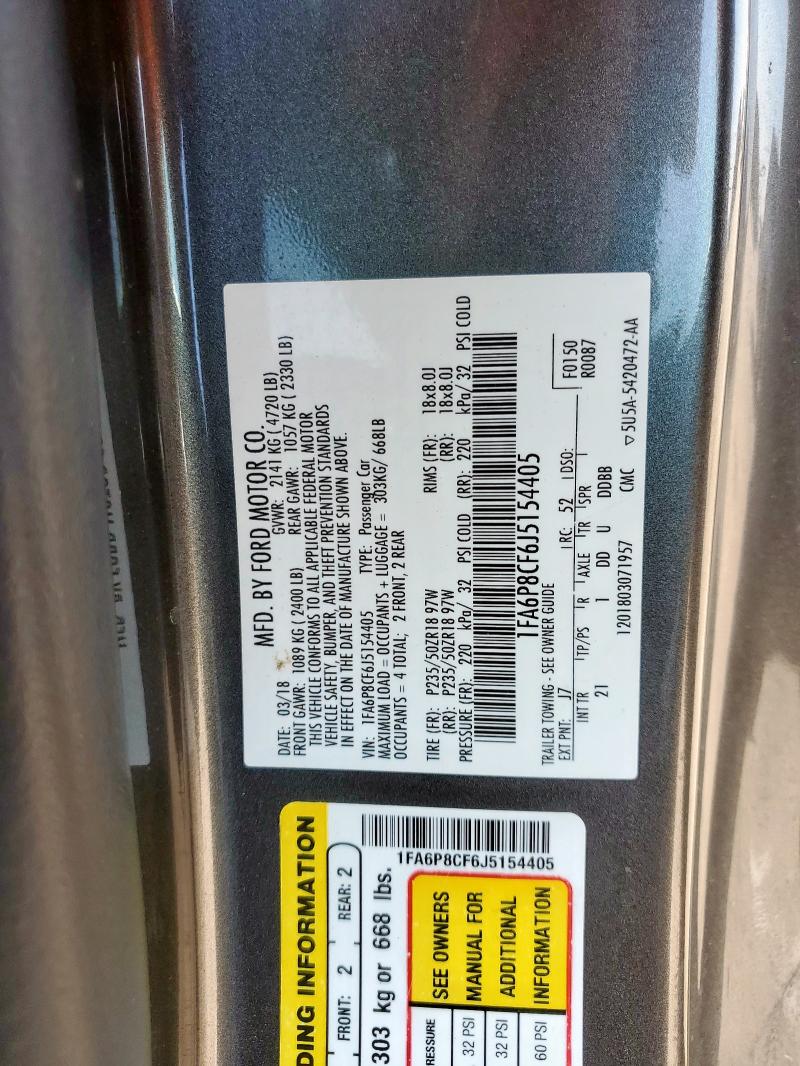 MFD. BY FORD MOTOR CO.
DATE: 03/18 GVWR: 2141 KG ( 4720 LB)
FRONT GAWR: 1089 KG ( 2400 LB) REAR GAWR: 1057 KG ( 2330 LB)
THIS VEHICLE CONFORMS TO ALL APPLICABLE FEDERAL MOTOR
VEHICLE SAFETY, BUMPER, AND THEFT PREVENTION STANDARDS
IN EFFECT ON THE DATE OF MANUFACTURE SHOWN ABOVE.
VIN: 1FA6P8CF6J5154405 TYPE: Passenger Car
MAXIMUM LOAD = OCCUPANTS + LUGGAGE = 303KG/ 668LB
OCCUPANTS = 4 TOTAL; 2 FRONT, 2 REAR
TIRE (FR): P235/50ZR18 97W RIMS (FR): 18x8.0J
(RR): P235/50ZR18 97W (RR): 18x8.0J
PRESSURE (FR): 220 kPa/ 32 PSI COLD (RR): 220 kPa/ 32 PSI COLD
1FA6P8CF6J5154405
TRAILER TOWING - SEE OWNER GUIDE
EXT PNT: J7 RC: 52 DSO: F0150
INT TR TP/PS R AXLE TR SPR R0087
21 1 DD U DDBB
1201803071957 CMC ▽5U5A-5420472-AA
DING INFORMATION
FRONT: 2 REAR: 2
303 kg or 668 lbs.
1FA6P8CF6J5154405
RESSURE
32 PSI
32 PSI
60 PSI
SEE OWNERS
MANUAL FOR
ADDITIONAL
INFORMATION